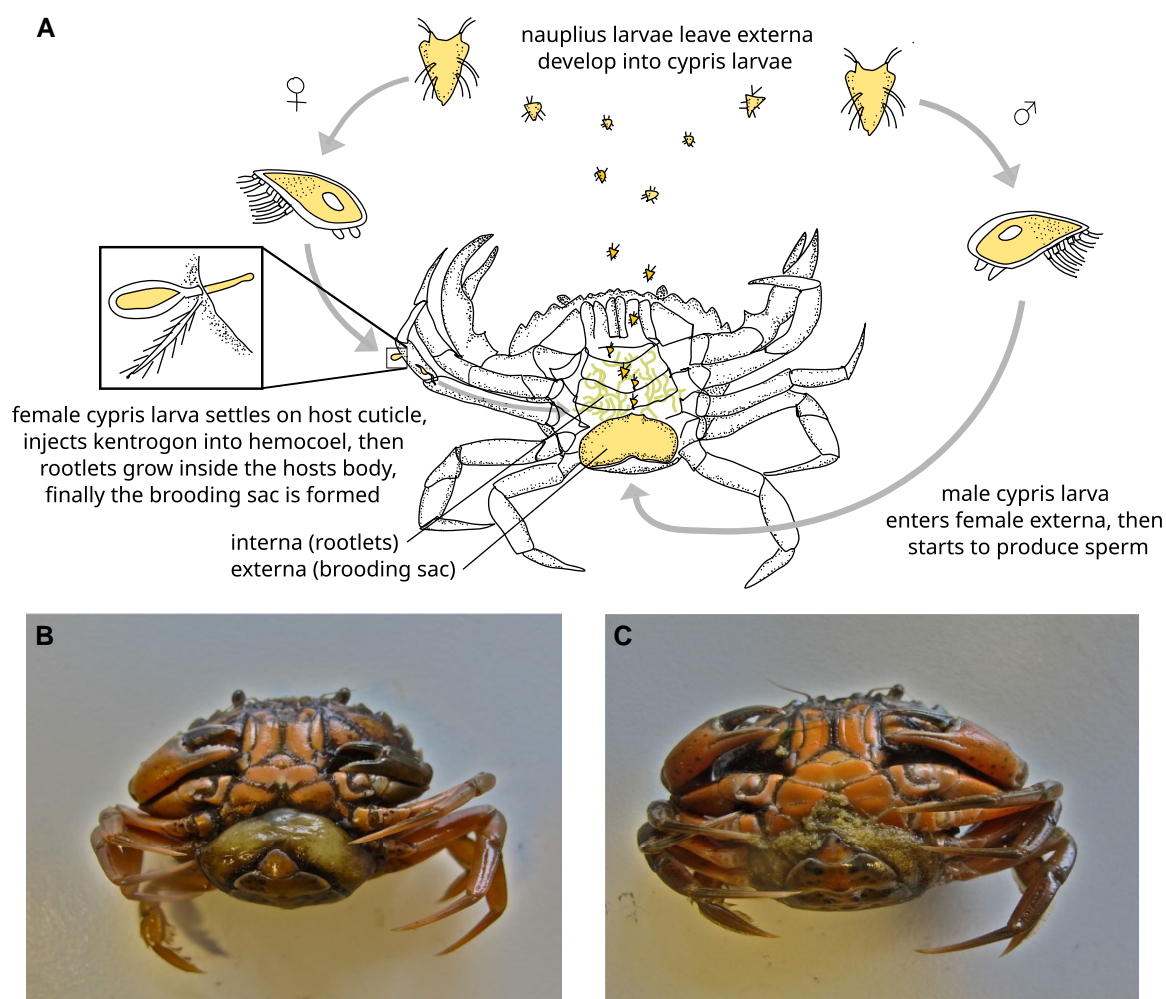 A
nauplius larvae leave externa
develop into cypris larvae
♀
♂
female cypris larva settles on host cuticle,
injects kentrogon into hemocoel, then
rootlets grow inside the hosts body,
finally the brooding sac is formed
interna (rootlets)
externa (brooding sac)
male cypris larva
enters female externa, then
starts to produce sperm
B
C